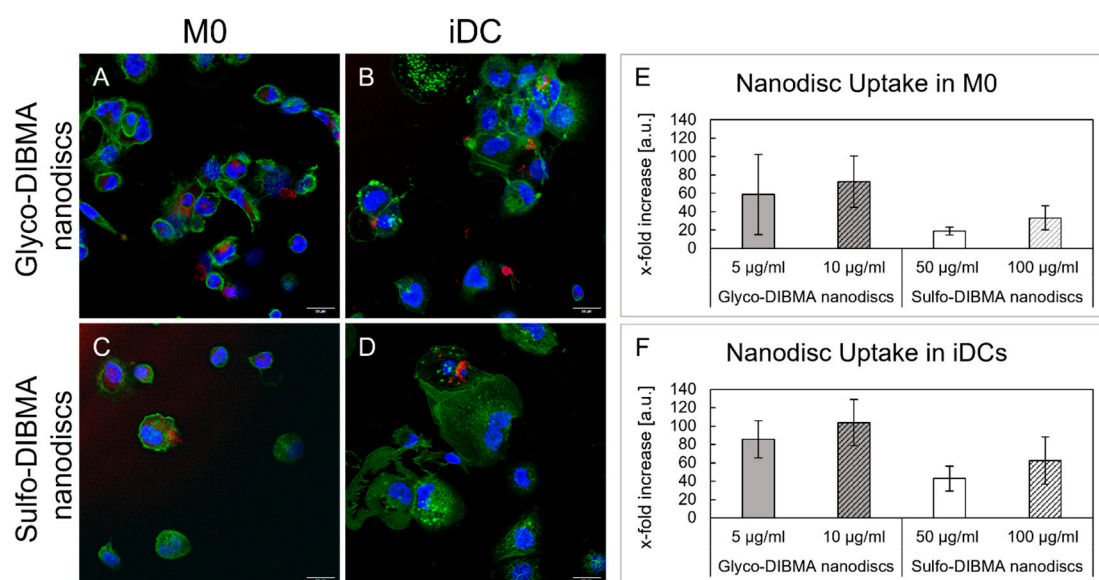 M0
iDC
Glyco-DIBMA
nanodiscs
Sulfo-DIBMA
nanodiscs
A
B
C
D
E
Nanodisc Uptake in M0
x-fold increase [a.u.]
140
120
100
80
60
40
20
0
5 µg/ml
10 µg/ml
50 µg/ml
100 µg/ml
Glyco-DIBMA nanodiscs
Sulfo-DIBMA nanodiscs
F
Nanodisc Uptake in iDCs
x-fold increase [a.u.]
140
120
100
80
60
40
20
0
5 µg/ml
10 µg/ml
50 µg/ml
100 µg/ml
Glyco-DIBMA nanodiscs
Sulfo-DIBMA nanodiscs